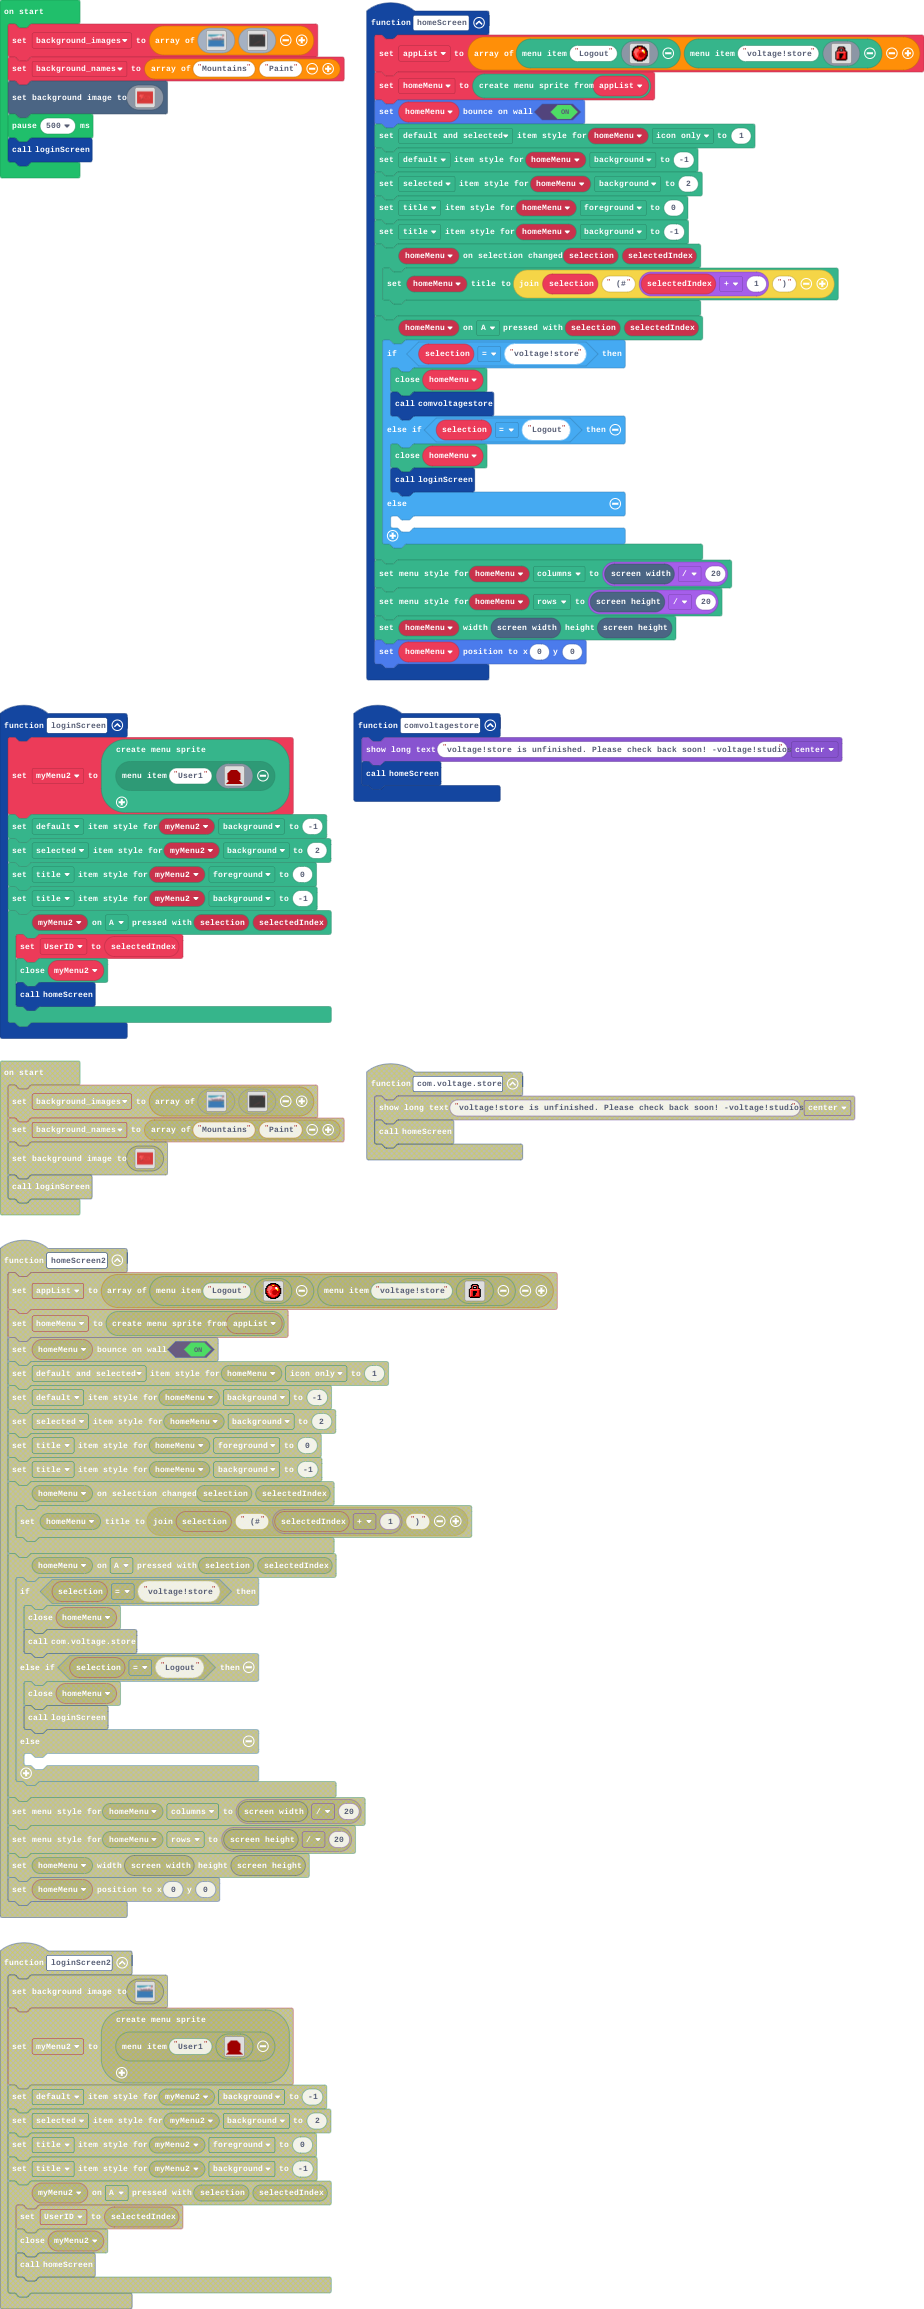 on start
set background_images to array of
set background_names to array of "Mountains" "Paint"
set background image to
pause 500 ms
call loginScreen
function homeScreen
set appList to array of menu item "Logout" menu item "voltage!store"
set homeMenu to create menu sprite from appList
set homeMenu bounce on wall ON
set default and selected item style for homeMenu icon only to 1
set default item style for homeMenu background to -1
set selected item style for homeMenu background to 2
set title item style for homeMenu foreground to 0
set title item style for homeMenu background to -1
homeMenu on selection changed selection selectedIndex
set homeMenu title to join selection " (#" selectedIndex + 1 ")"
homeMenu on A pressed with selection selectedIndex
if selection = "voltage!store" then
close homeMenu
call comvoltagestore
else if selection = "Logout" then
close homeMenu
call loginScreen
else
set menu style for homeMenu columns to screen width / 20
set menu style for homeMenu rows to screen height / 20
set homeMenu width screen width height screen height
set homeMenu position to x 0 y 0
function loginScreen
set myMenu2 to create menu sprite
menu item "User1"
set default item style for myMenu2 background to -1
set selected item style for myMenu2 background to 2
set title item style for myMenu2 foreground to 0
set title item style for myMenu2 background to -1
myMenu2 on A pressed with selection selectedIndex
set UserID to selectedIndex
close myMenu2
call homeScreen
function comvoltagestore
show long text "voltage!store is unfinished. Please check back soon! -voltage!studio" center
call homeScreen
on start
set background_images to array of
set background_names to array of "Mountains" "Paint"
set background image to
call loginScreen
function com.voltage.store
show long text "voltage!store is unfinished. Please check back soon! -voltage!studios" center
call homeScreen
function homeScreen2
set appList to array of menu item "Logout" menu item "voltage!store"
set homeMenu to create menu sprite from appList
set homeMenu bounce on wall ON
set default and selected item style for homeMenu icon only to 1
set default item style for homeMenu background to -1
set selected item style for homeMenu background to 2
set title item style for homeMenu foreground to 0
set title item style for homeMenu background to -1
homeMenu on selection changed selection selectedIndex
set homeMenu title to join selection " (#" selectedIndex + 1 ")"
homeMenu on A pressed with selection selectedIndex
if selection = "voltage!store" then
close homeMenu
call com.voltage.store
else if selection = "Logout" then
close homeMenu
call loginScreen
else
set menu style for homeMenu columns to screen width / 20
set menu style for homeMenu rows to screen height / 20
set homeMenu width screen width height screen height
set homeMenu position to x 0 y 0
function loginScreen2
set background image to
set myMenu2 to create menu sprite
menu item "User1"
set default item style for myMenu2 background to -1
set selected item style for myMenu2 background to 2
set title item style for myMenu2 foreground to 0
set title item style for myMenu2 background to -1
myMenu2 on A pressed with selection selectedIndex
set UserID to selectedIndex
close myMenu2
call homeScreen